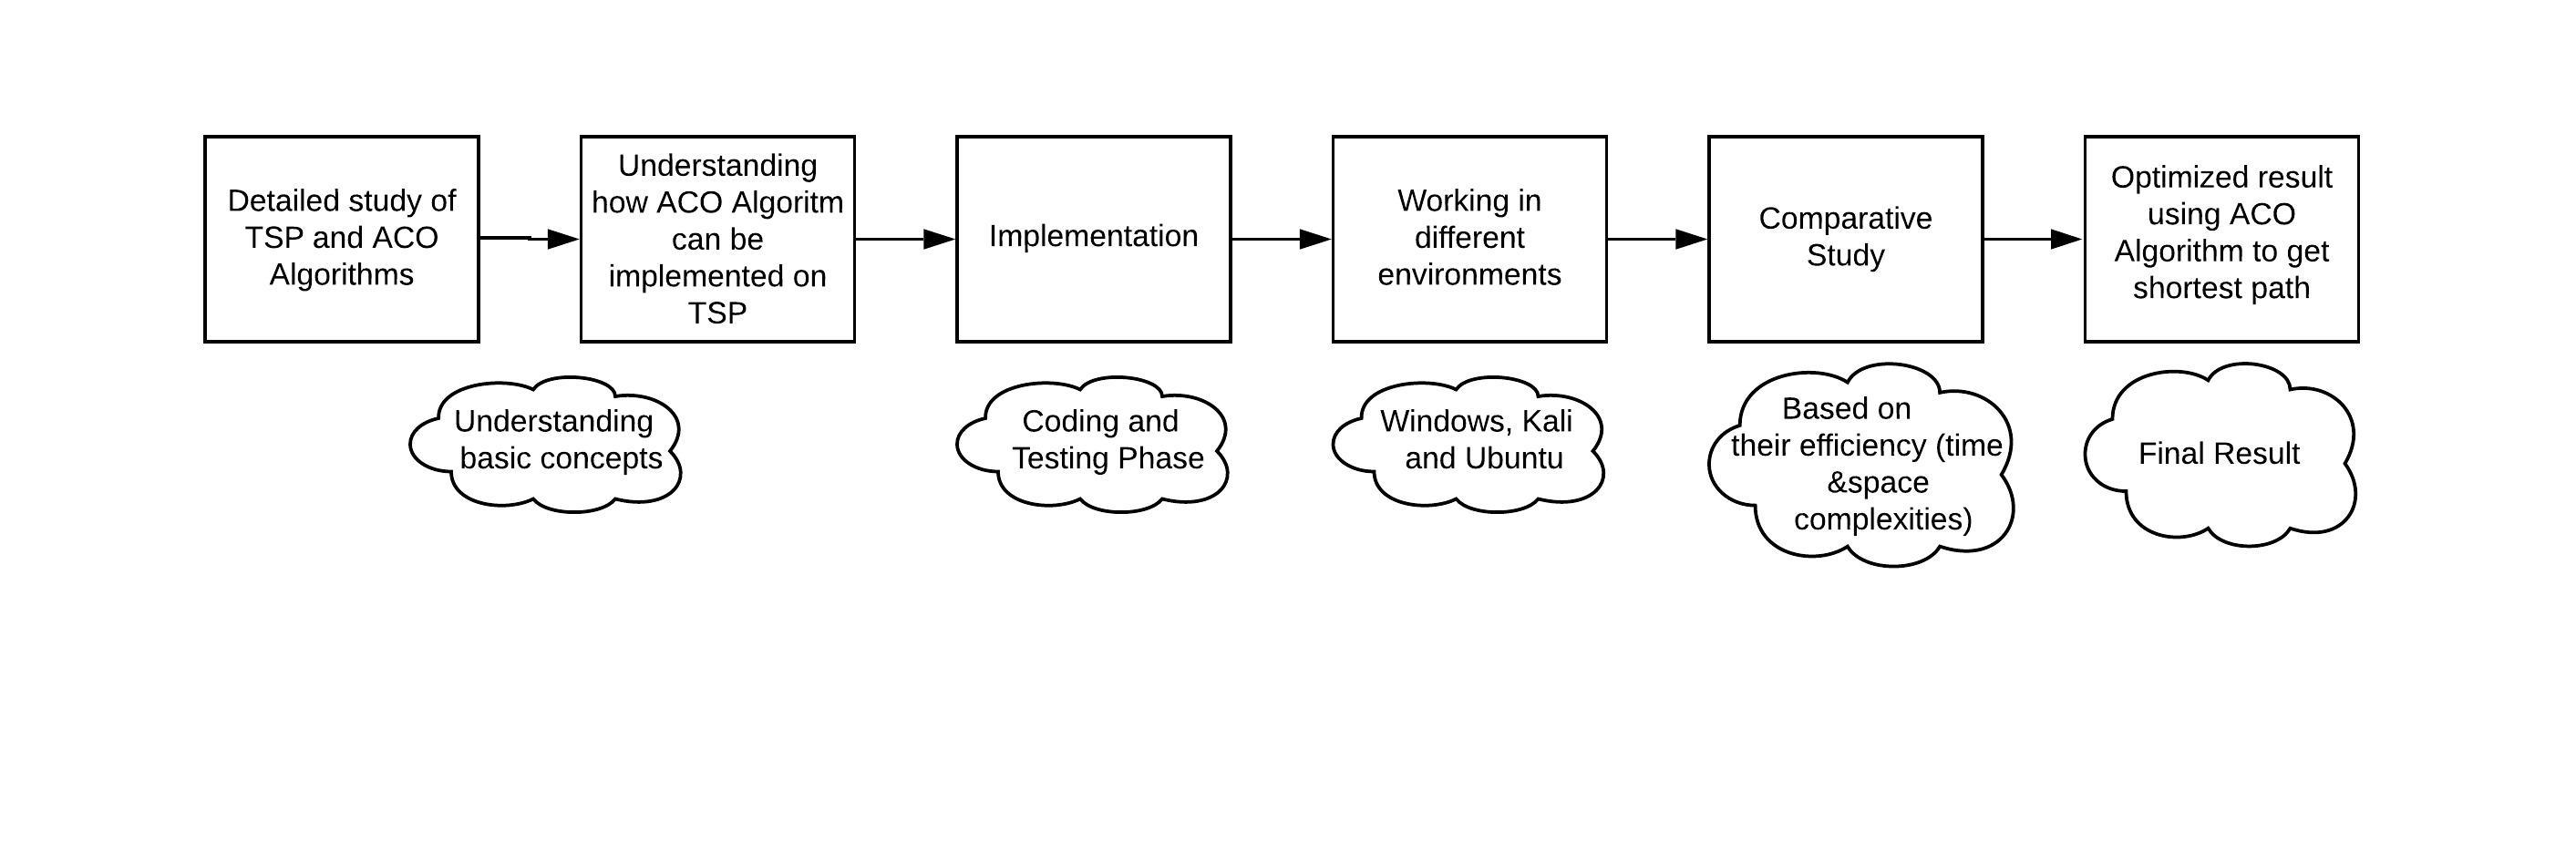 Detailed study of
TSP and ACO
Algorithms
Understanding
how ACO Algoritm
can be
implemented on
TSP
Implementation
Working in
different
environments
Comparative
Study
Optimized result
using ACO
Algorithm to get
shortest path
Understanding
basic concepts
Coding and
Testing Phase
Windows, Kali
and Ubuntu
Based on
their efficiency (time
&space
complexities)
Final Result